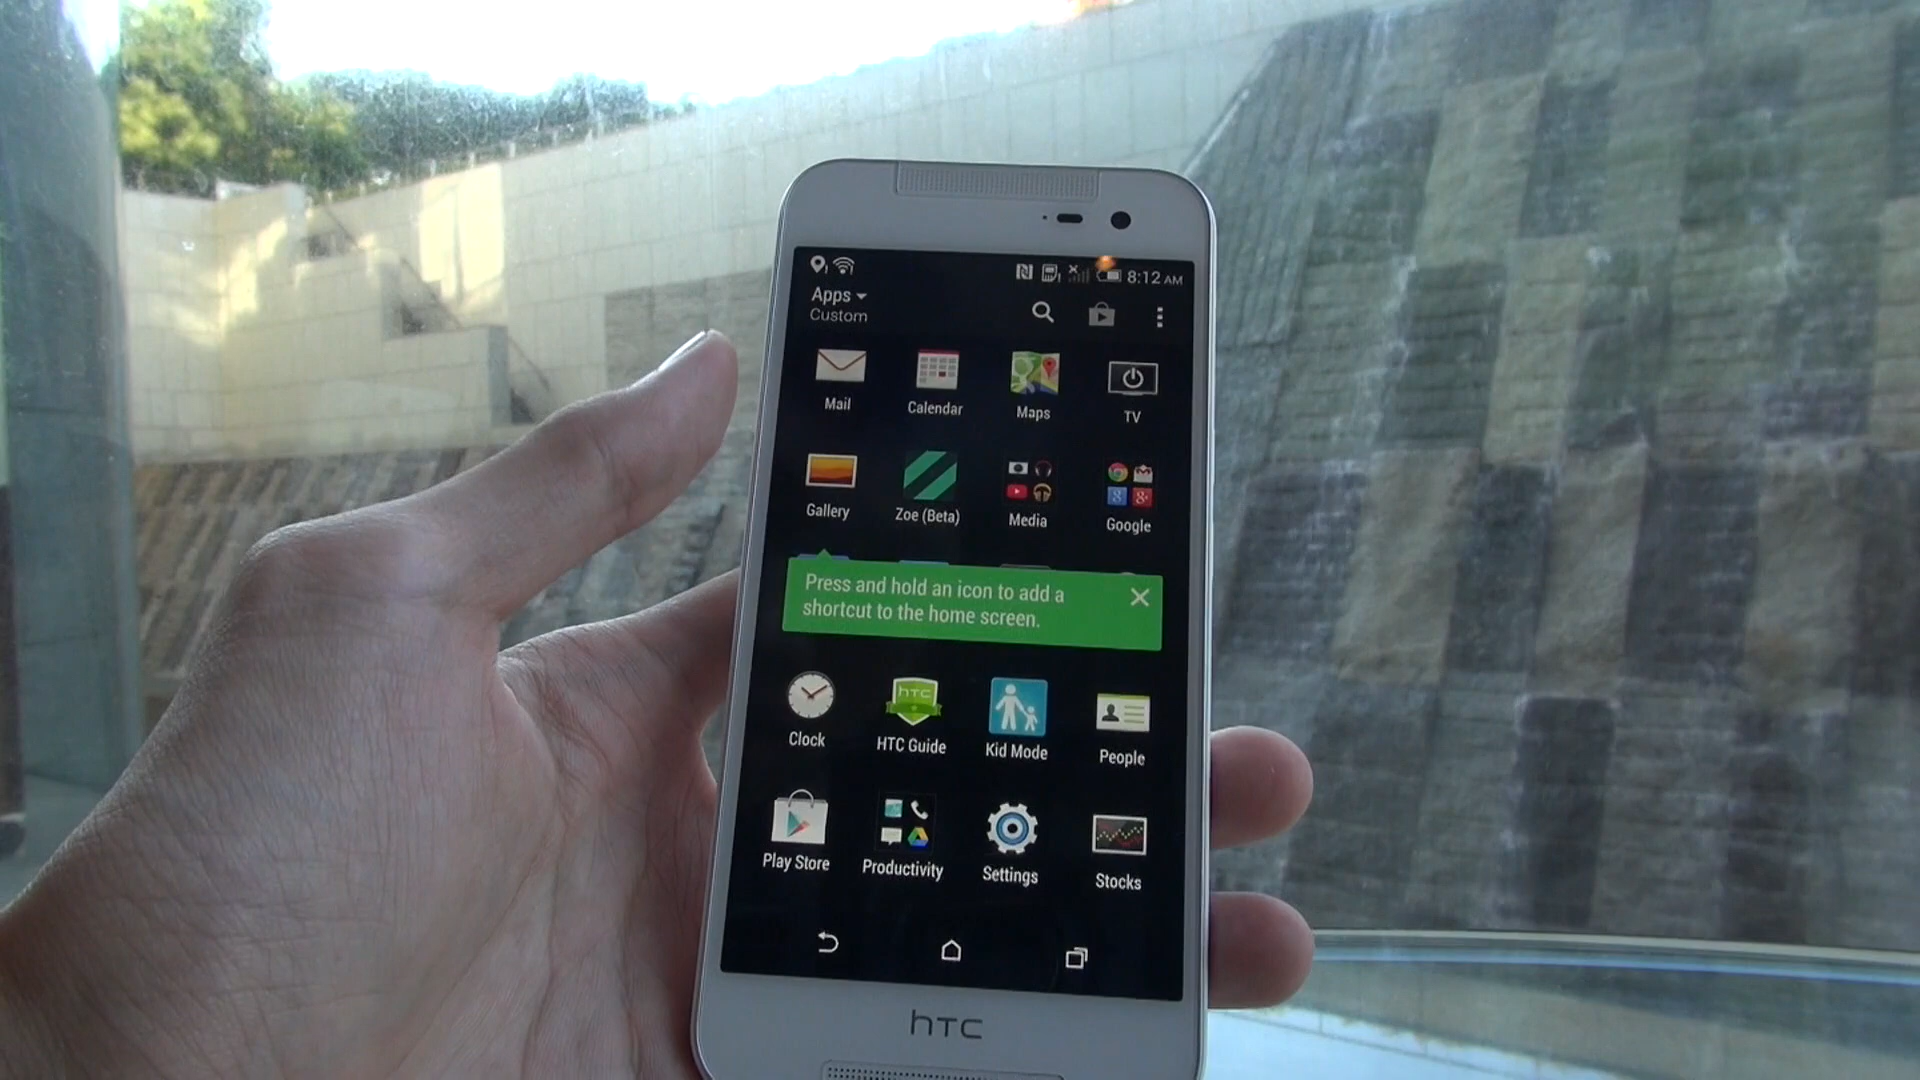 8:12 AM
Apps
Custom
Mail Calendar Maps TV
Gallery Zoe (Beta) Media Google
Press and hold an icon to add a
shortcut to the home screen.
Clock HTC Guide Kid Mode People
Play Store Productivity Settings Stocks
hTC